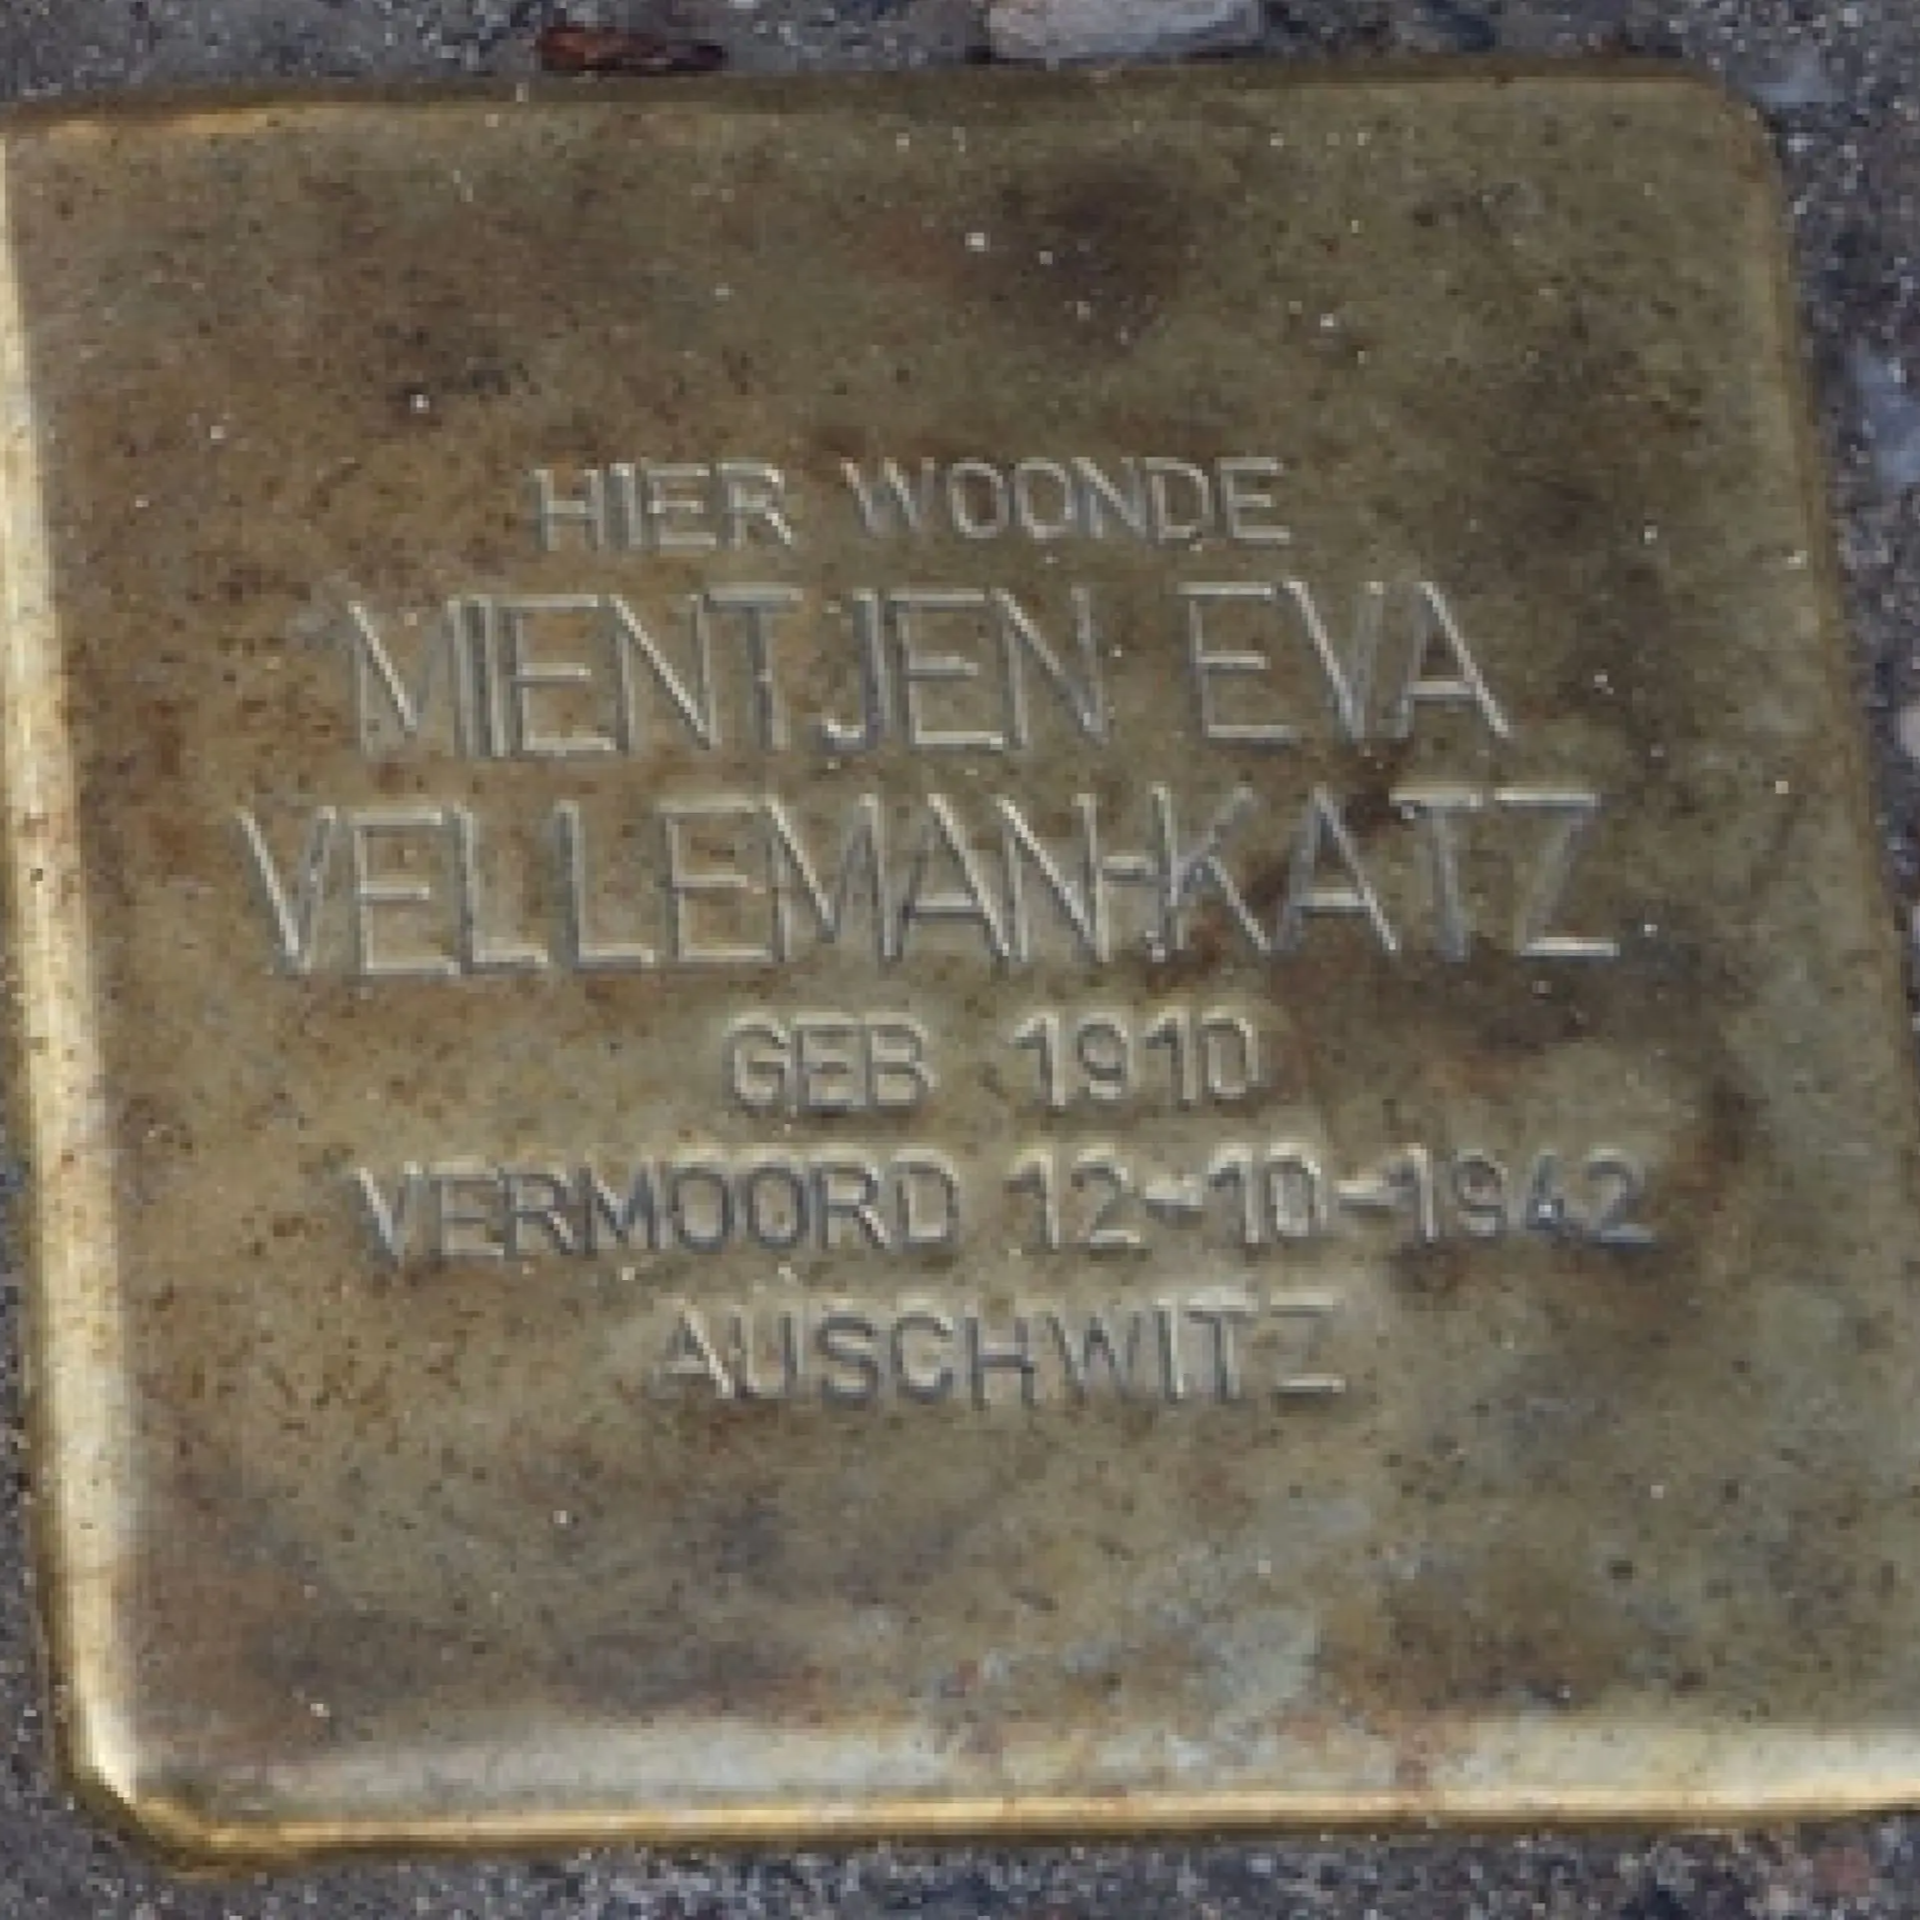 HIER WOONDE
MIENTJEN EVA
VELLEMAN-KATZ
GEB 1910
VERMOORD 12-10-1942
AUSCHWITZ